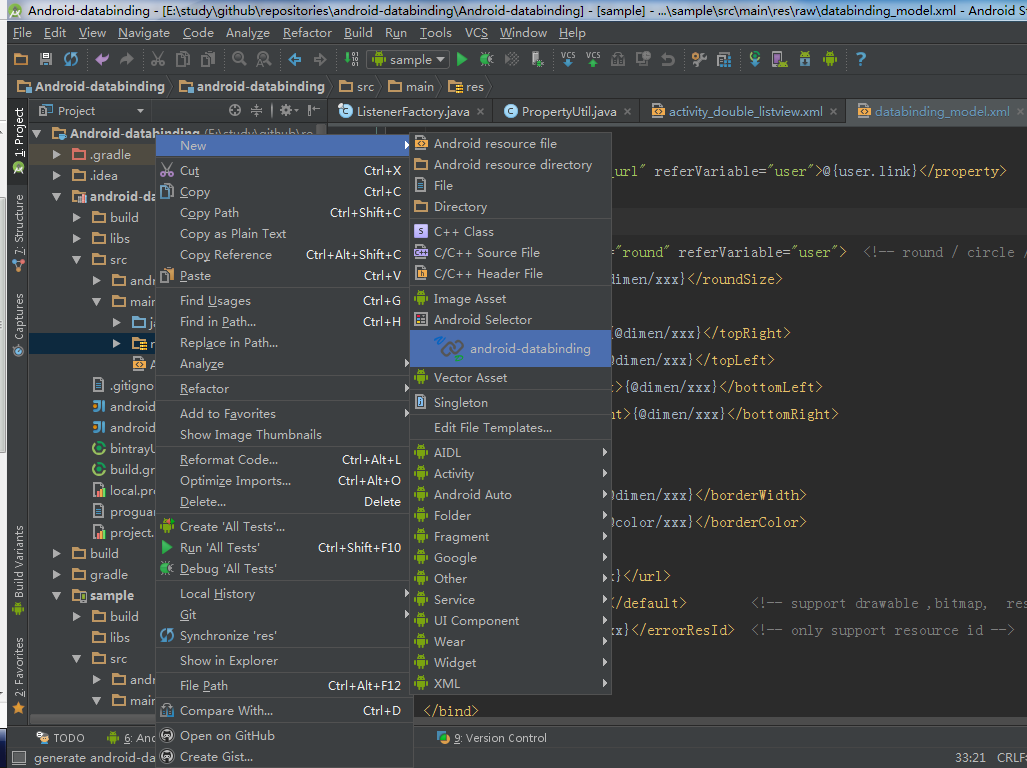 Android-databinding - [E:\study\github\repositories\android-databinding\Android-databinding] - [sample] - ...\sample\src\main\res\raw\databinding_model.xml - Android S
File Edit View Navigate Code Analyze Refactor Build Run Tools VCS Window Help
sample VCS VCS ?
Android-databinding android-databinding src main res
1: Project
Project ListenerFactory.java PropertyUtil.java activity_double_listview.xml databinding_model.xml
Android-databinding (E:\study\github\re
.gradle
.idea
android-da
build
libs
src
andr
main
ja
r
A
.gitigno
android
android
bintrayU
build.gr
local.pro
proguar
project.
build
gradle
sample
build
libs
src
andr
main
7: Structure
Captures
Build Variants
2: Favorites
New
Cut Ctrl+X
Copy Ctrl+C
Copy Path Ctrl+Shift+C
Copy as Plain Text
Copy Reference Ctrl+Alt+Shift+C
Paste Ctrl+V
Find Usages Ctrl+G
Find in Path... Ctrl+H
Replace in Path...
Analyze
Refactor
Add to Favorites
Show Image Thumbnails
Reformat Code... Ctrl+Alt+L
Optimize Imports... Ctrl+Alt+O
Delete... Delete
Create 'All Tests'...
Run 'All Tests' Ctrl+Shift+F10
Debug 'All Tests'
Local History
Git
Synchronize 'res'
Show in Explorer
File Path Ctrl+Alt+F12
Compare With... Ctrl+D
Open on GitHub
Create Gist...
Android resource file
Android resource directory
File
Directory
C++ Class
C/C++ Source File
C/C++ Header File
Image Asset
Android Selector
android-databinding
Vector Asset
Singleton
Edit File Templates...
AIDL
Activity
Android Auto
Folder
Fragment
Google
Other
Service
UI Component
Wear
Widget
XML
_url" referVariable="user">@{user.link}</property>
="round" referVariable="user"> <!-- round / circle /
dimen/xxx}</roundSize>
{@dimen/xxx}</topRight>
@dimen/xxx}</topLeft>
>{@dimen/xxx}</bottomLeft>
t>{@dimen/xxx}</bottomRight>
@dimen/xxx}</borderWidth>
@color/xxx}</borderColor>
k}</url>
</default> <!-- support drawable ,bitmap, res
xx}</errorResId> <!-- only support resource id -->
</bind>
TODO 6: And 9: Version Control
generate android-da 33:21 CRLF